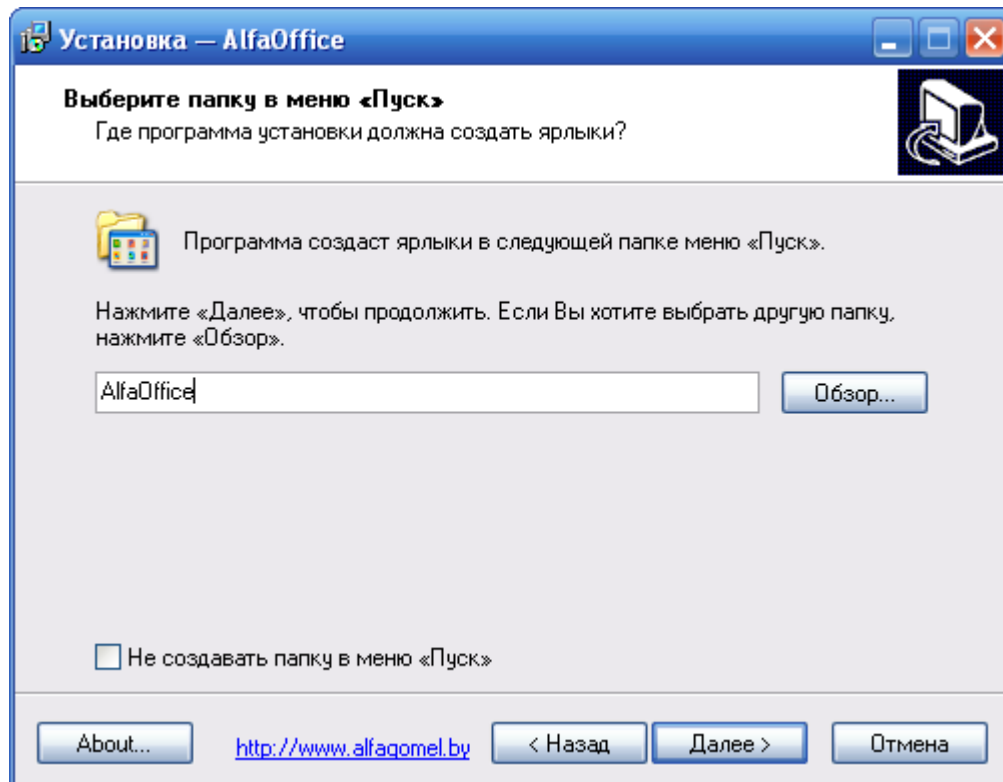 Установка — AlfaOffice
Выберите папку в меню «Пуск»
Где программа установки должна создать ярлыки?
Программа создаст ярлыки в следующей папке меню «Пуск».
Нажмите «Далее», чтобы продолжить. Если Вы хотите выбрать другую папку,
нажмите «Обзор».
AlfaOffice
Обзор...
Не создавать папку в меню «Пуск»
About...
http://www.alfagomel.by
< Назад
Далее >
Отмена